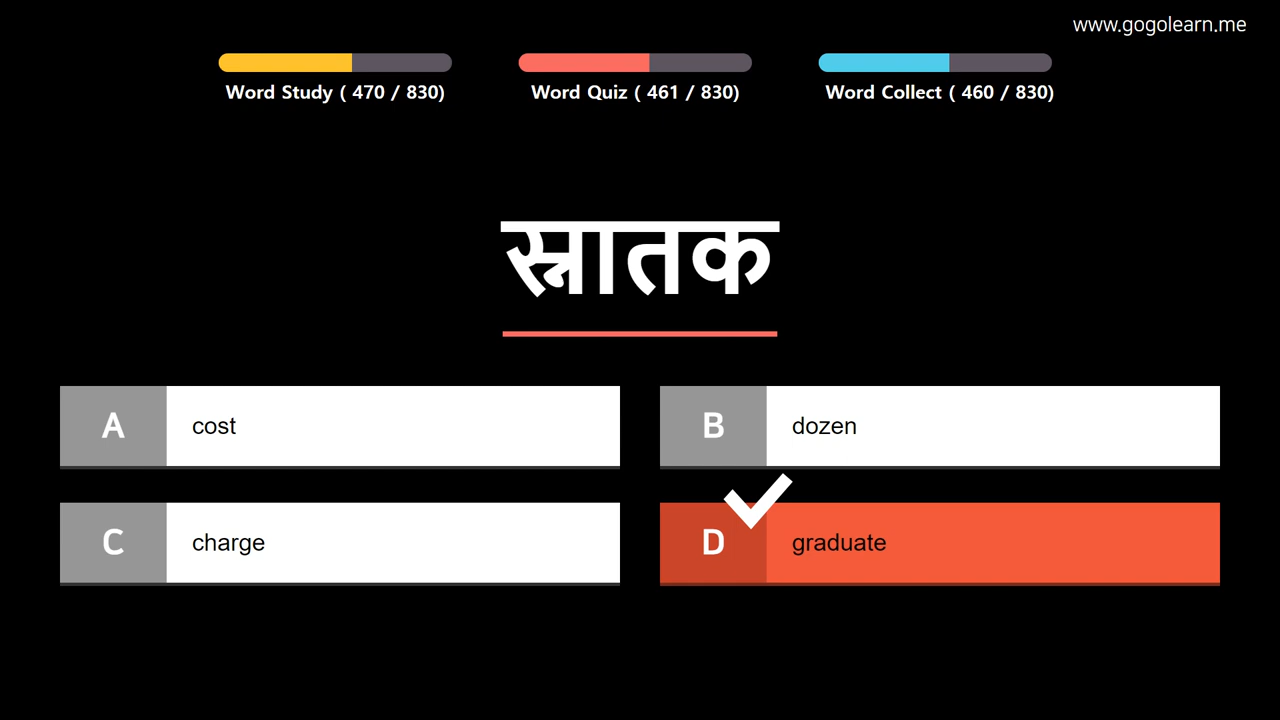 www.gogolearn.me
Word Study ( 470 / 830)
Word Quiz ( 461 / 830)
Word Collect ( 460 / 830)
स्नातक
A cost
B dozen
C charge
D graduate